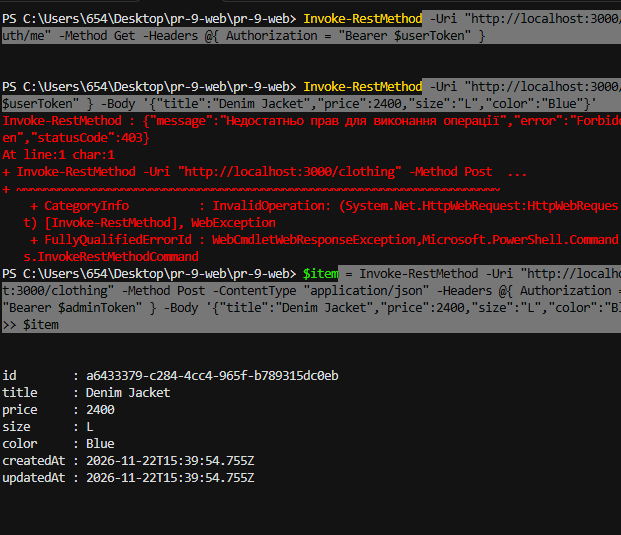 PS C:\Users\654\Desktop\pr-9-web\pr-9-web> Invoke-RestMethod -Uri "http://localhost:3000/
uth/me" -Method Get -Headers @{ Authorization = "Bearer $userToken" }
PS C:\Users\654\Desktop\pr-9-web\pr-9-web> Invoke-RestMethod -Uri "http://localhost:3000/
$userToken" } -Body '{"title":"Denim Jacket","price":2400,"size":"L","color":"Blue"}'
Invoke-RestMethod : {"message":"Недостатньо прав для виконання операції","error":"Forbid
en","statusCode":403}
At line:1 char:1
+ Invoke-RestMethod -Uri "http://localhost:3000/clothing" -Method Post  ...
+ ~~~~~~~~~~~~~~~~~~~~~~~~~~~~~~~~~~~~~~~~~~~~~~~~~~~~~~~~~~~~~
+ CategoryInfo          : InvalidOperation: (System.Net.HttpWebRequest:HttpWebReques
t) [Invoke-RestMethod], WebException
+ FullyQualifiedErrorId : WebCmdletWebResponseException,Microsoft.PowerShell.Command
s.InvokeRestMethodCommand
PS C:\Users\654\Desktop\pr-9-web\pr-9-web> $item = Invoke-RestMethod -Uri "http://localho
t:3000/clothing" -Method Post -ContentType "application/json" -Headers @{ Authorization =
"Bearer $adminToken" } -Body '{"title":"Denim Jacket","price":2400,"size":"L","color":"Bl
>> $item
id        : a6433379-c284-4cc4-965f-b789315dc0eb
title     : Denim Jacket
price     : 2400
size      : L
color     : Blue
createdAt : 2026-11-22T15:39:54.755Z
updatedAt : 2026-11-22T15:39:54.755Z